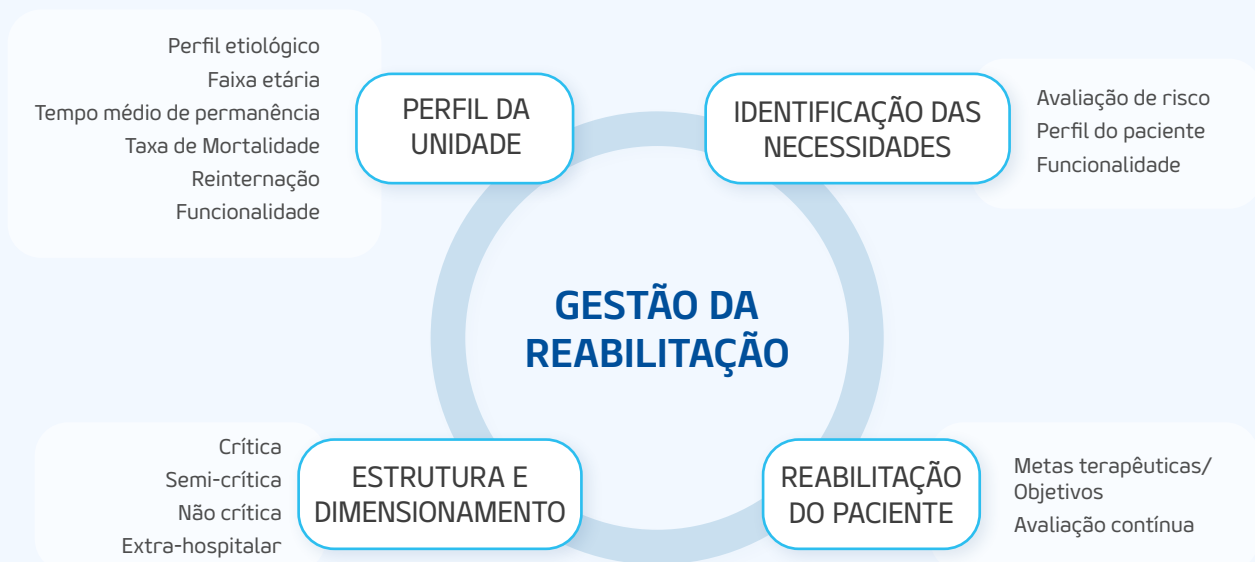 Perfil etiológico
Faixa etária
Tempo médio de permanência
Taxa de Mortalidade
Reinternação
Funcionalidade
PERFIL DA
UNIDADE
IDENTIFICAÇÃO DAS
NECESSIDADES
Avaliação de risco
Perfil do paciente
Funcionalidade
GESTÃO DA
REABILITAÇÃO
Crítica
Semi-crítica
Não crítica
Extra-hospitalar
ESTRUTURA E
DIMENSIONAMENTO
REABILITAÇÃO
DO PACIENTE
Metas terapêuticas/
Objetivos
Avaliação contínua